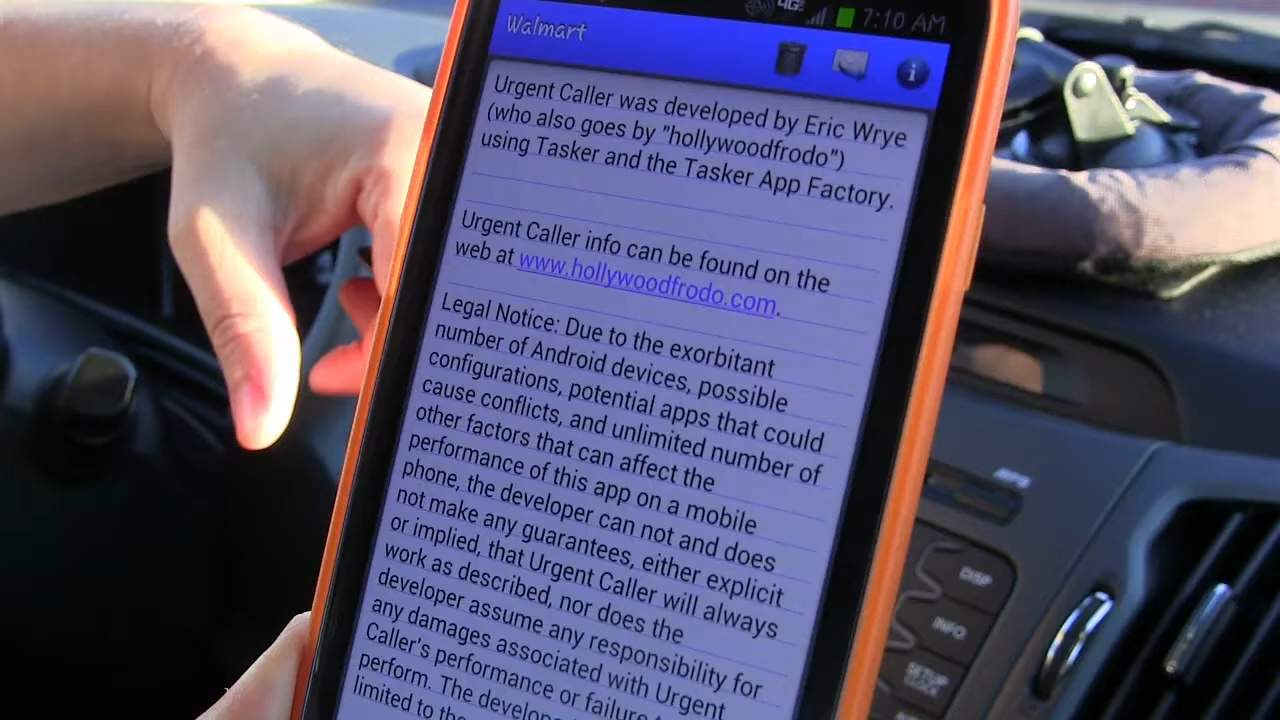 4G
7:10 AM
Walmart
Urgent Caller was developed by Eric Wrye
(who also goes by "hollywoodfrodo")
using Tasker and the Tasker App Factory.
Urgent Caller info can be found on the
web at www.hollywoodfrodo.com.
Legal Notice: Due to the exorbitant
number of Android devices, possible
configurations, potential apps that could
cause conflicts, and unlimited number of
other factors that can affect the
performance of this app on a mobile
phone, the developer can not and does
not make any guarantees, either explicit
or implied, that Urgent Caller will always
work as described, nor does the
developer assume any responsibility for
any damages associated with Urgent
Caller's performance or failure
perform. The
limited to the
DISP
INFO
SETUP